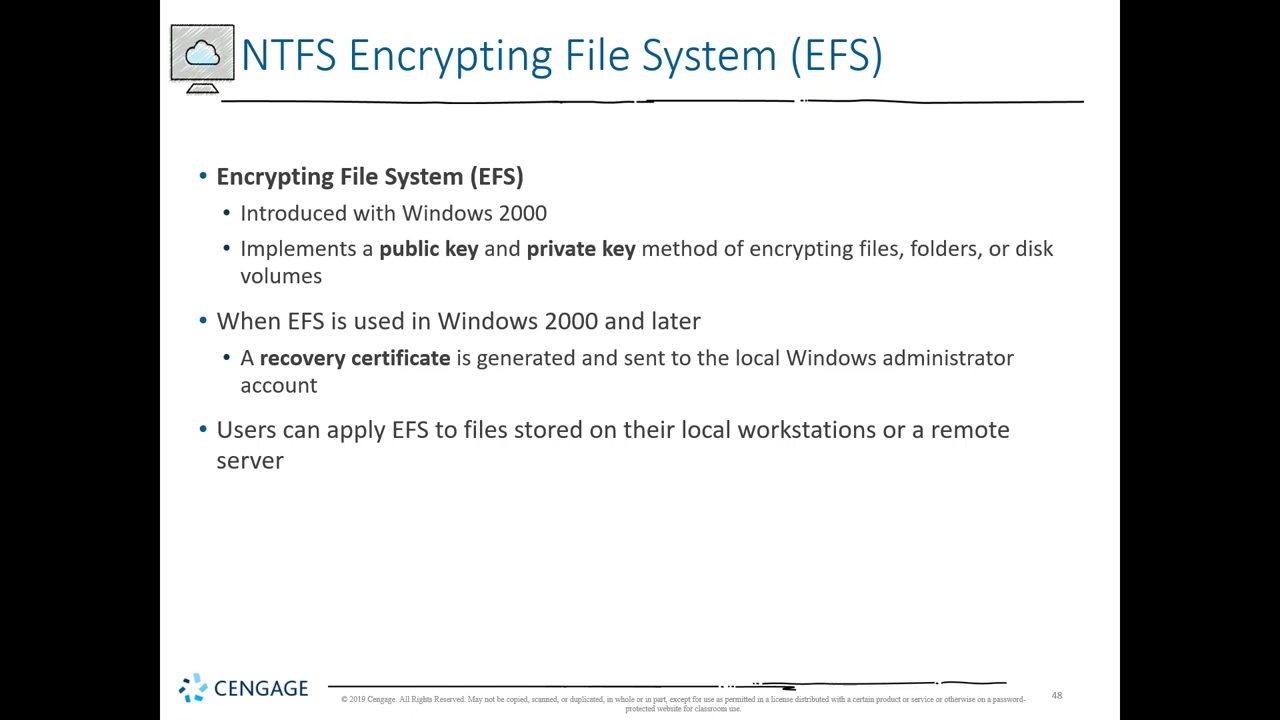 NTFS Encrypting File System (EFS)
• Encrypting File System (EFS)
• Introduced with Windows 2000
• Implements a public key and private key method of encrypting files, folders, or disk
volumes
• When EFS is used in Windows 2000 and later
• A recovery certificate is generated and sent to the local Windows administrator
account
• Users can apply EFS to files stored on their local workstations or a remote
server
CENGAGE
© 2019 Cengage. All Rights Reserved. May not be copied, scanned, or duplicated, in whole or in part, except for use as permitted in a license distributed with a certain product or service or otherwise on a password-
protected website for classroom use.
48